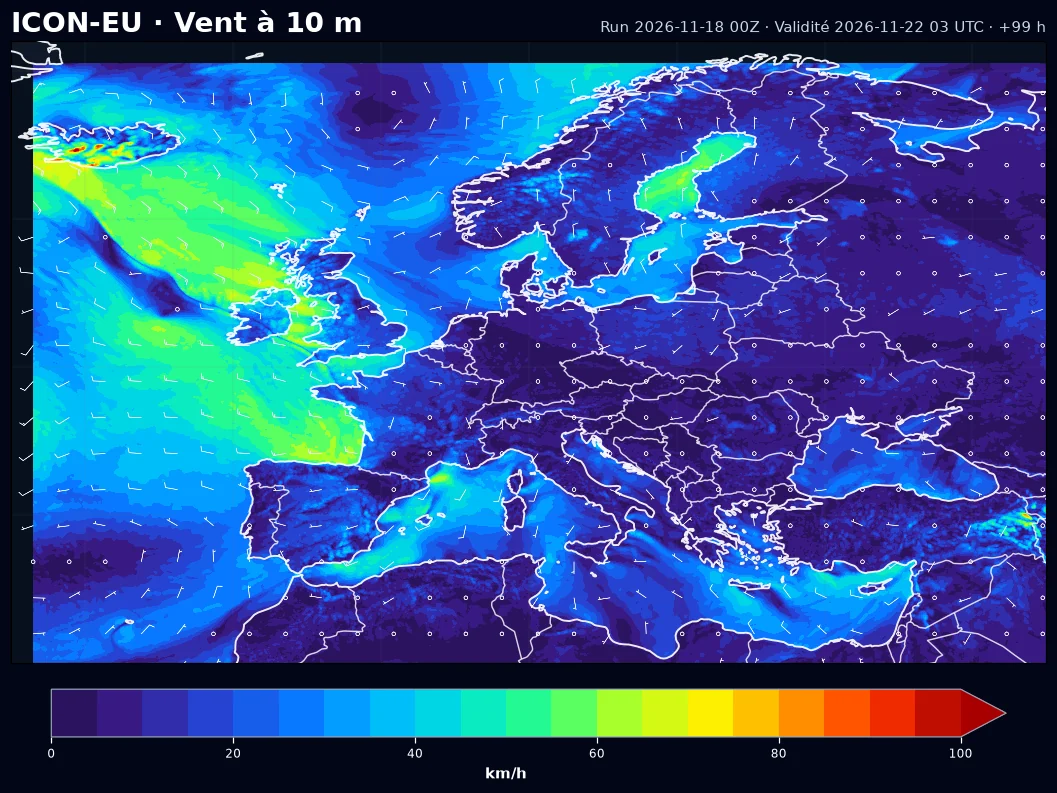 ICON-EU · Vent à 10 m
Run 2026-11-18 00Z · Validité 2026-11-22 03 UTC · +99 h
0 20 40 60 80 100
km/h